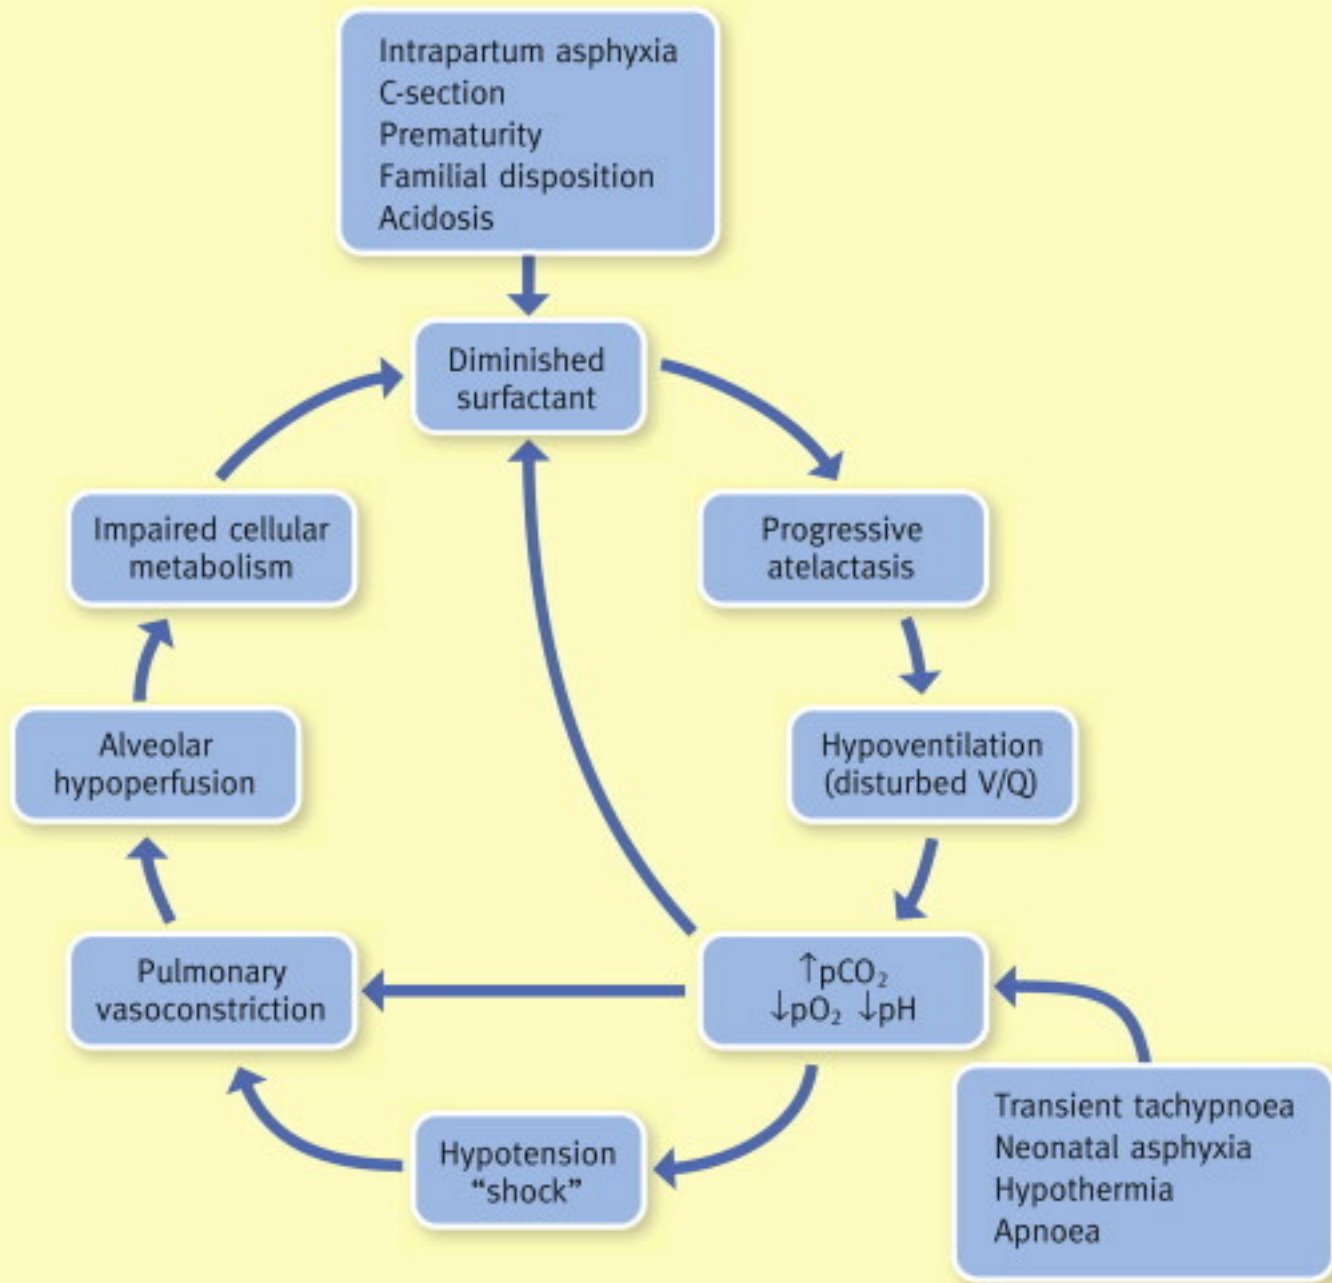 Intrapartum asphyxia
C-section
Prematurity
Familial disposition
Acidosis
Diminished
surfactant
Impaired cellular
metabolism
Progressive
atelectasis
Alveolar
hypoperfusion
Hypoventilation
(disturbed V/Q)
Pulmonary
vasoconstriction
↑pCO₂
↓pO₂ ↓pH
Hypotension
“shock”
Transient tachypnoea
Neonatal asphyxia
Hypothermia
Apnoea